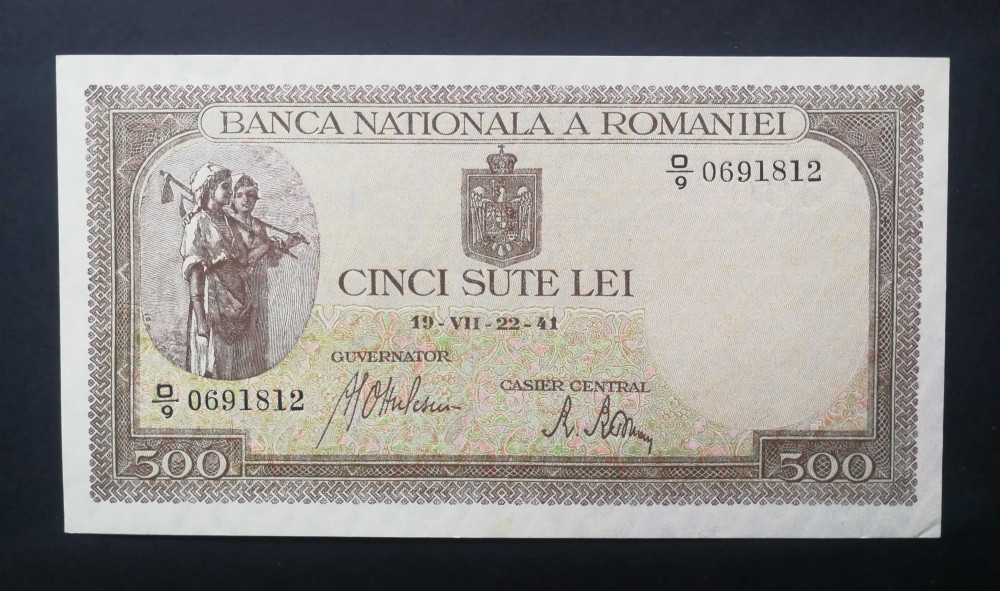 BANCA NATIONALA A ROMANIEI
O/9 0691812
CINCI SUTE LEI
19-VII-22-41
GUVERNATOR
CASIER CENTRAL
O/9 0691812
500
500